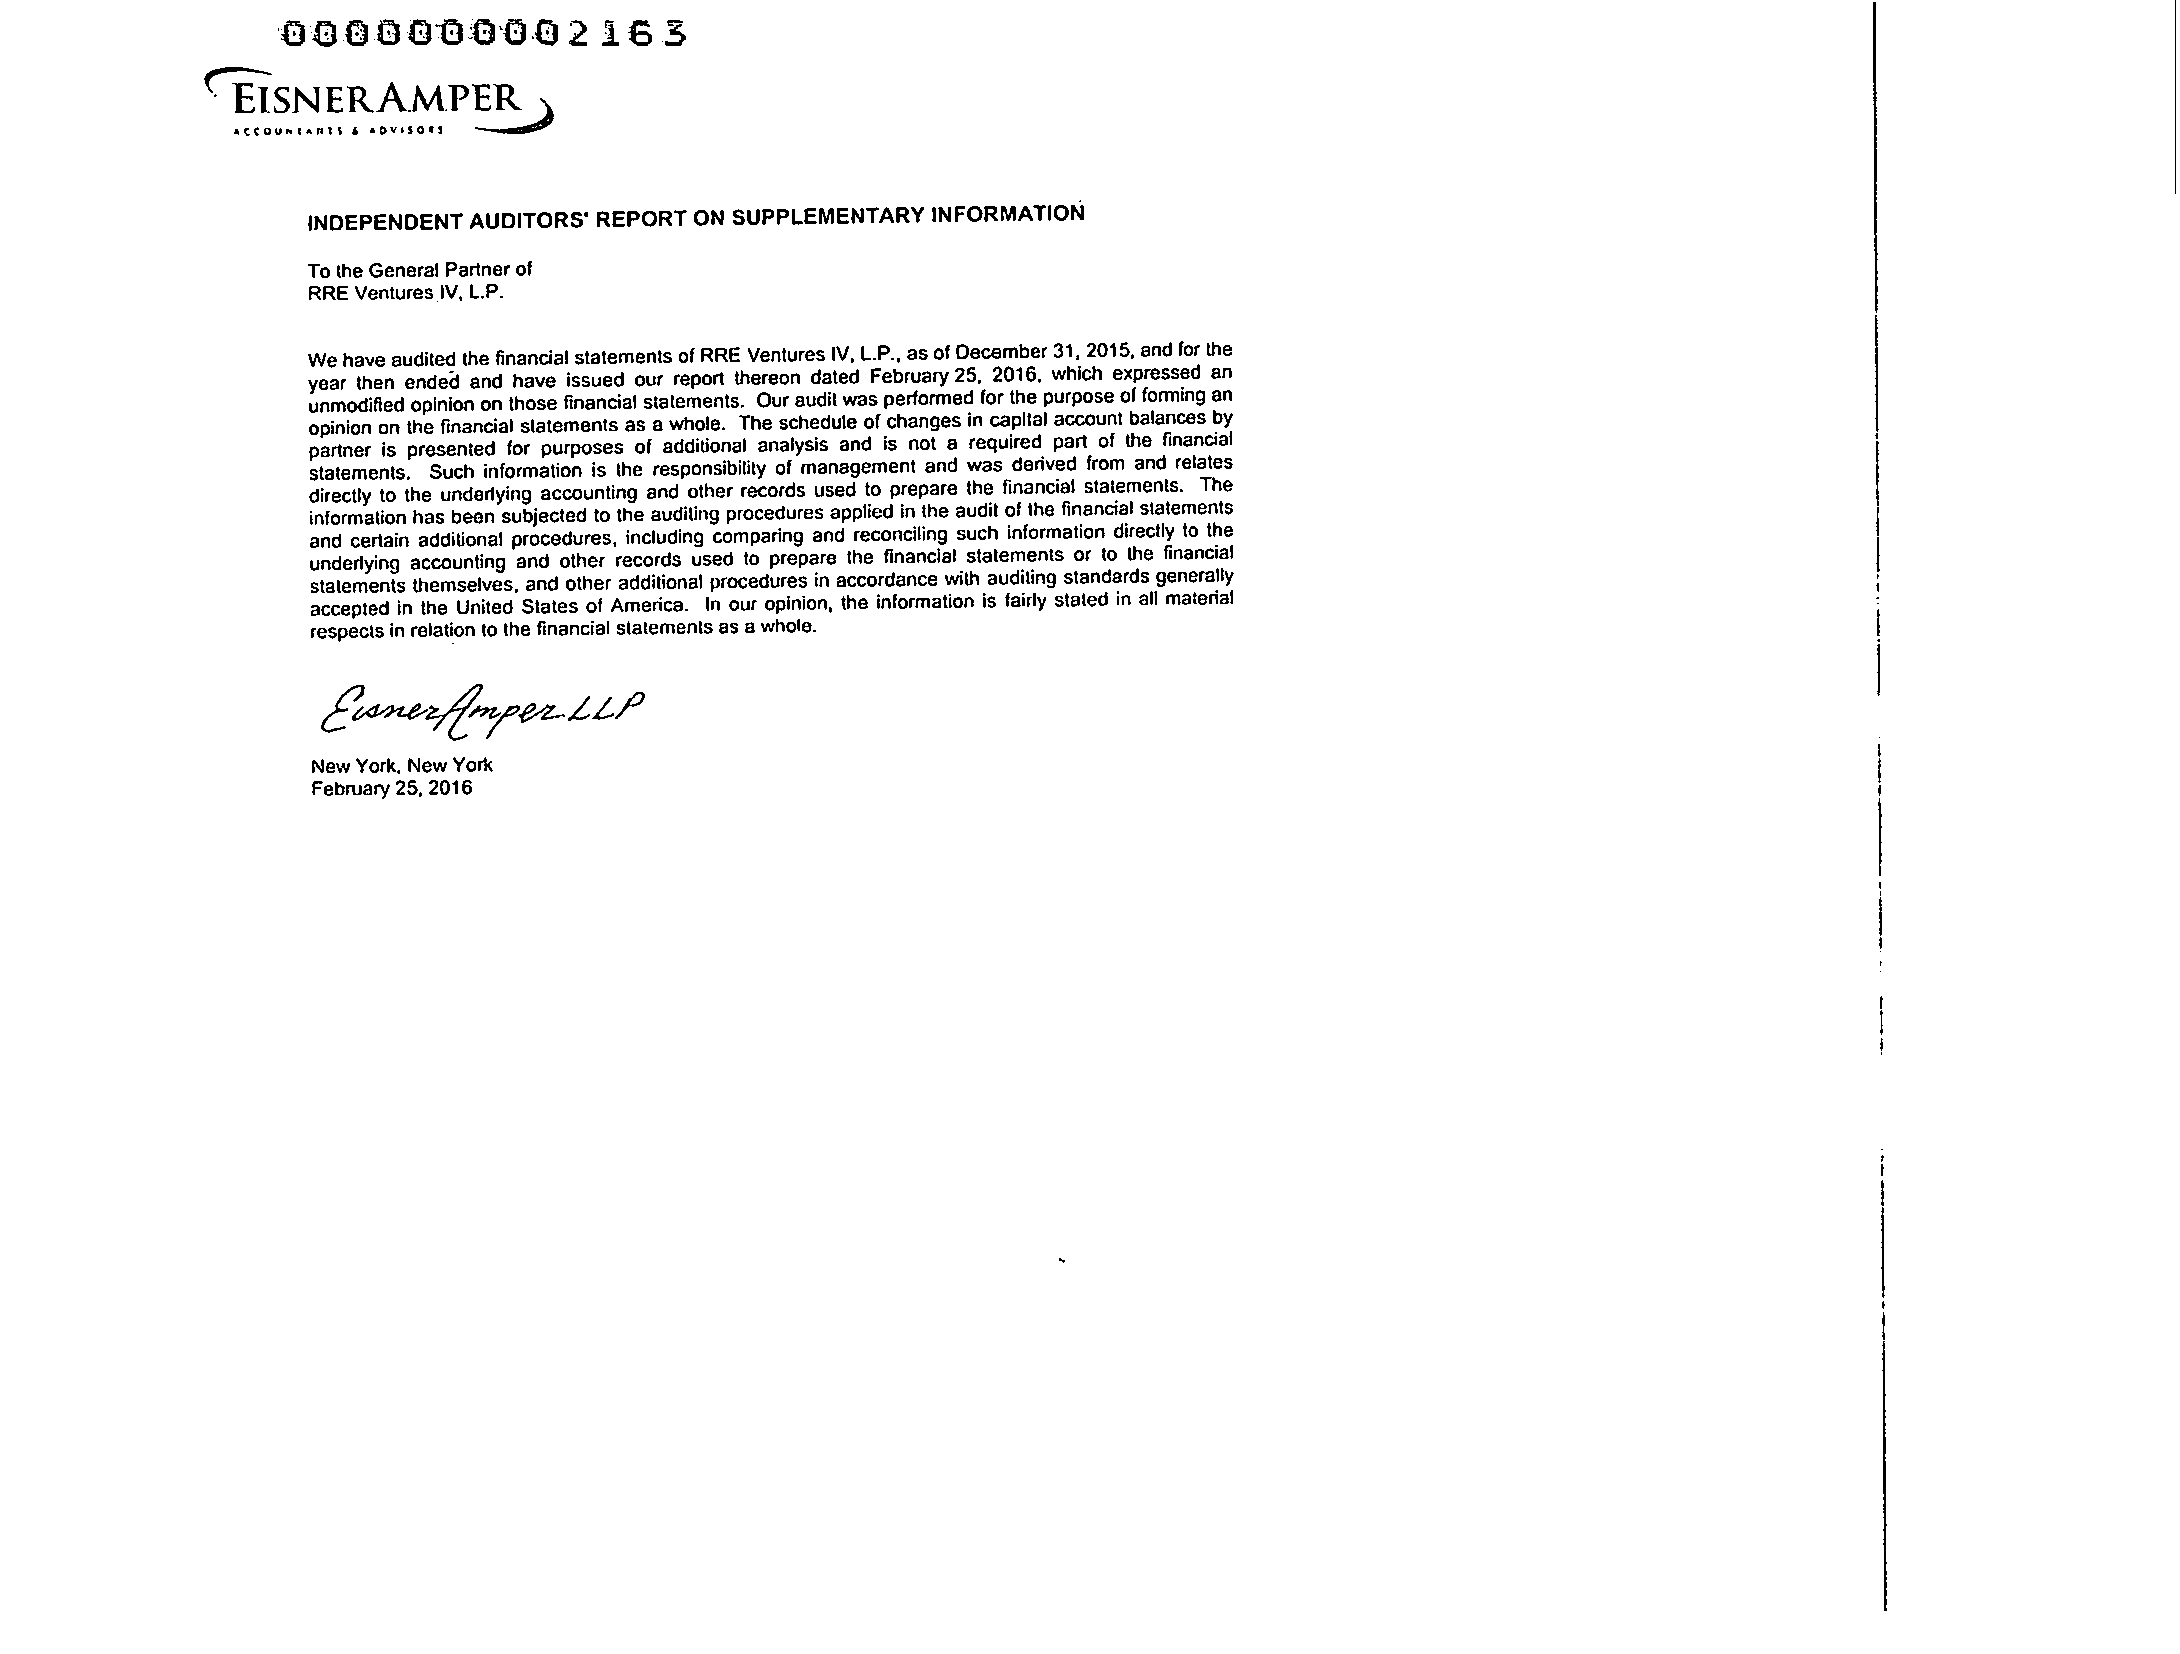 0000000002163
EISNERAMPER
ACCOUNTANTS & ADVISORS
INDEPENDENT AUDITORS' REPORT ON SUPPLEMENTARY INFORMATION
To the General Partner of
RRE Ventures IV, L.P.
We have audited the financial statements of RRE Ventures IV, L.P., as of December 31, 2015, and for the
year then ended and have issued our report thereon dated February 25, 2016, which expressed an
unmodified opinion on those financial statements. Our audit was performed for the purpose of forming an
opinion on the financial statements as a whole. The schedule of changes in capital account balances by
partner is presented for purposes of additional analysis and is not a required part of the financial
statements. Such information is the responsibility of management and was derived from and relates
directly to the underlying accounting and other records used to prepare the financial statements. The
information has been subjected to the auditing procedures applied in the audit of the financial statements
and certain additional procedures, including comparing and reconciling such information directly to the
underlying accounting and other records used to prepare the financial statements or to the financial
statements themselves, and other additional procedures in accordance with auditing standards generally
accepted in the United States of America. In our opinion, the information is fairly stated in all material
respects in relation to the financial statements as a whole.
EisnerAmper LLP
New York, New York
February 25, 2016